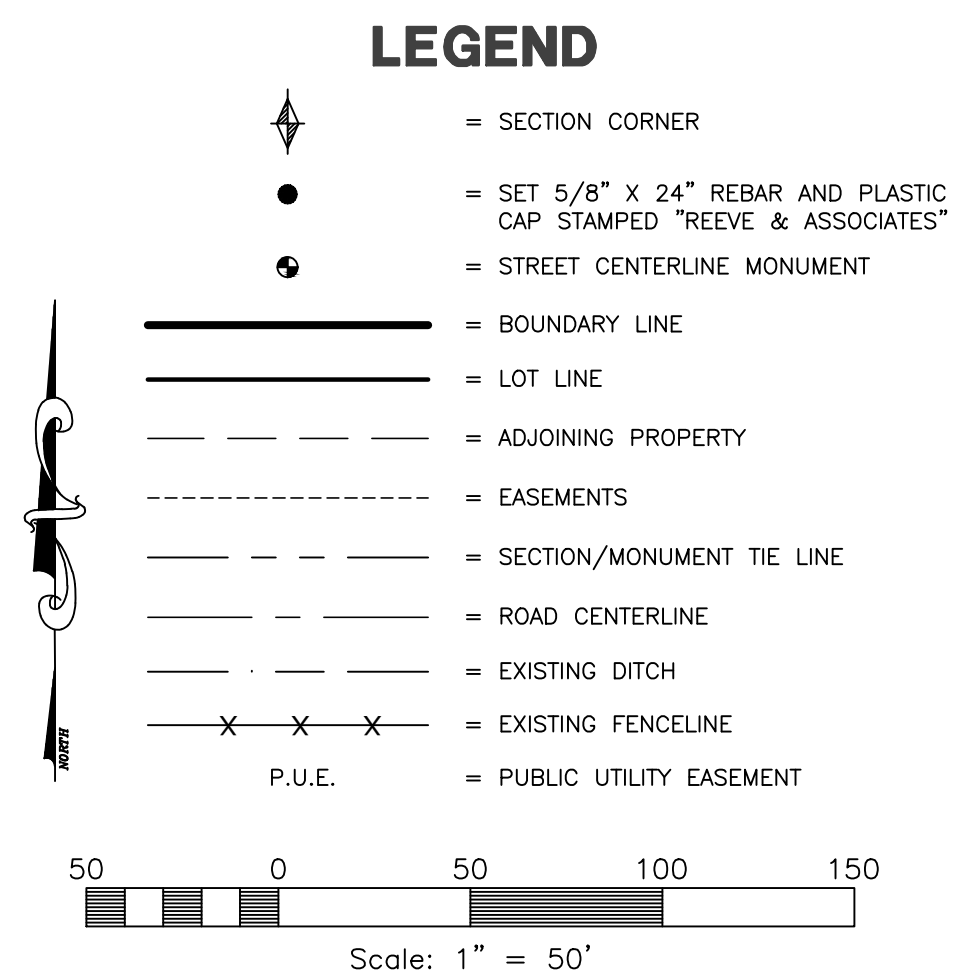 LEGEND
= SECTION CORNER
= SET 5/8" X 24" REBAR AND PLASTIC
CAP STAMPED "REEVE & ASSOCIATES"
= STREET CENTERLINE MONUMENT
= BOUNDARY LINE
= LOT LINE
= ADJOINING PROPERTY
= EASEMENTS
= SECTION/MONUMENT TIE LINE
= ROAD CENTERLINE
= EXISTING DITCH
X X X = EXISTING FENCELINE
NORTH
P.U.E. = PUBLIC UTILITY EASEMENT
50 0 50 100 150
Scale: 1" = 50'